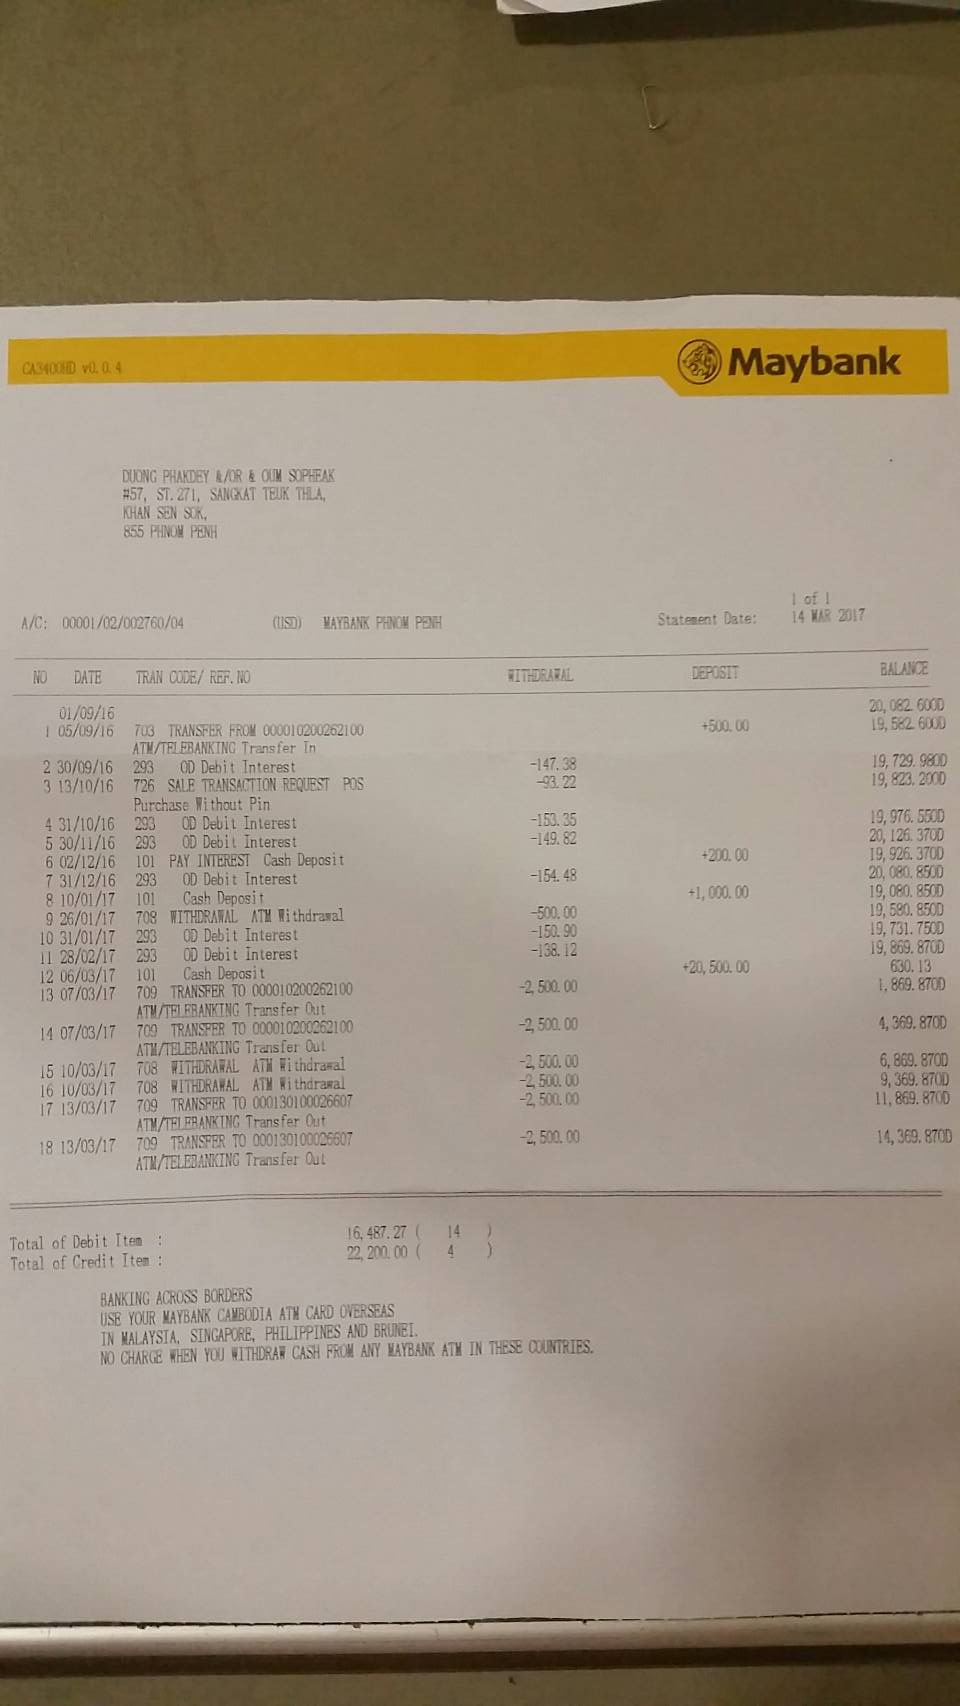 CA3400HD v0.0.4
Maybank
DUONG PHAKDEY &/OR & OUM SOPHEAK
#57, ST.271, SANGKAT TEUK THLA,
KHAN SEN SOK,
855 PHNOM PENH
1 of 1
A/C: 00001/02/002760/04 (USD) MAYBANK PHNOM PENH Statement Date: 14 MAR 2017
NO DATE TRAN CODE/ REF.NO WITHDRAWAL DEPOSIT BALANCE
01/09/16 20,082.60OD
1 05/09/16 703 TRANSFER FROM 000010200262100 +500.00 19,582.60OD
ATM/TELEBANKING Transfer In
2 30/09/16 293 OD Debit Interest -147.38 19,729.98OD
3 13/10/16 726 SALE TRANSACTION REQUEST POS -93.22 19,823.20OD
Purchase Without Pin
4 31/10/16 293 OD Debit Interest -153.35 19,976.55OD
5 30/11/16 293 OD Debit Interest -149.82 20,126.37OD
6 02/12/16 101 PAY INTEREST Cash Deposit +200.00 19,926.37OD
7 31/12/16 293 OD Debit Interest -154.48 20,080.85OD
8 10/01/17 101 Cash Deposit +1,000.00 19,080.85OD
9 26/01/17 708 WITHDRAWAL ATM Withdrawal -500.00 19,580.85OD
10 31/01/17 293 OD Debit Interest -150.90 19,731.75OD
11 28/02/17 293 OD Debit Interest -138.12 19,869.87OD
12 06/03/17 101 Cash Deposit +20,500.00 630.13
13 07/03/17 709 TRANSFER TO 000010200262100 -2,500.00 1,869.87OD
ATM/TELEBANKING Transfer Out
14 07/03/17 709 TRANSFER TO 000010200262100 -2,500.00 4,369.87OD
ATM/TELEBANKING Transfer Out
15 10/03/17 708 WITHDRAWAL ATM Withdrawal -2,500.00 6,869.87OD
16 10/03/17 708 WITHDRAWAL ATM Withdrawal -2,500.00 9,369.87OD
17 13/03/17 709 TRANSFER TO 000130100026607 -2,500.00 11,869.87OD
ATM/TELEBANKING Transfer Out
18 13/03/17 709 TRANSFER TO 000130100026607 -2,500.00 14,369.87OD
ATM/TELEBANKING Transfer Out
Total of Debit Item : 16,487.27 ( 14 )
Total of Credit Item : 22,200.00 ( 4 )
BANKING ACROSS BORDERS
USE YOUR MAYBANK CAMBODIA ATM CARD OVERSEAS
IN MALAYSIA, SINGAPORE, PHILIPPINES AND BRUNEI.
NO CHARGE WHEN YOU WITHDRAW CASH FROM ANY MAYBANK ATM IN THESE COUNTRIES.